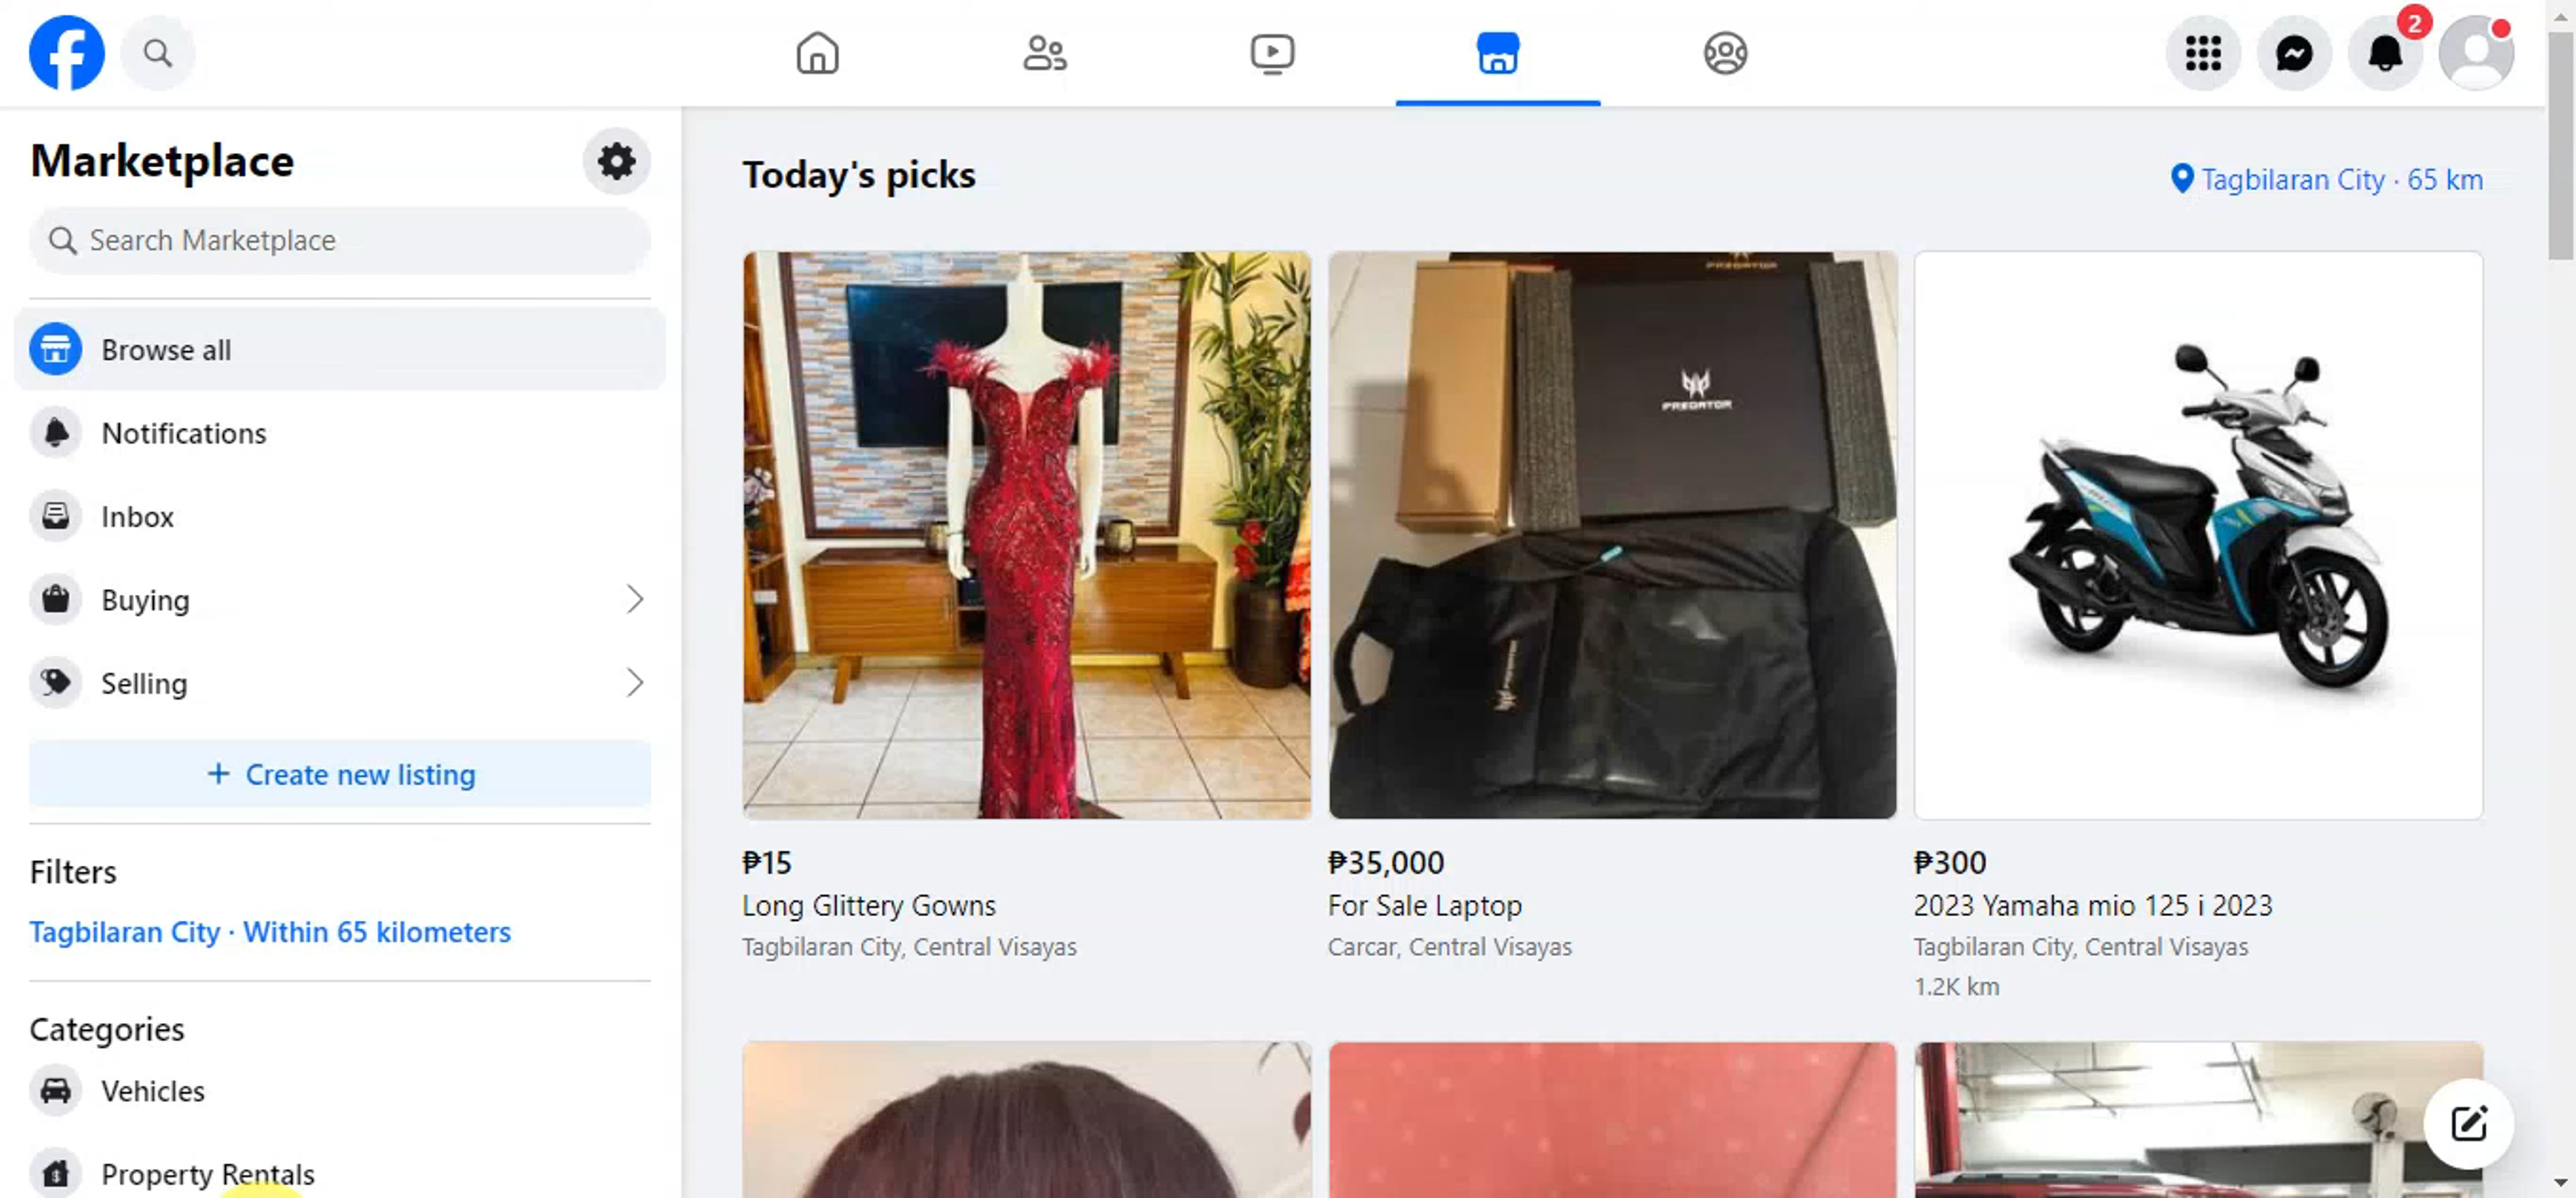 2
Marketplace
Search Marketplace
Browse all
Notifications
Inbox
Buying
Selling
+ Create new listing
Filters
Tagbilaran City · Within 65 kilometers
Categories
Vehicles
Property Rentals
Today's picks
Tagbilaran City · 65 km
PREDATOR
PREDATOR
PREDATOR
₱15
Long Glittery Gowns
Tagbilaran City, Central Visayas
₱35,000
For Sale Laptop
Carcar, Central Visayas
₱300
2023 Yamaha mio 125 i 2023
Tagbilaran City, Central Visayas
1.2K km